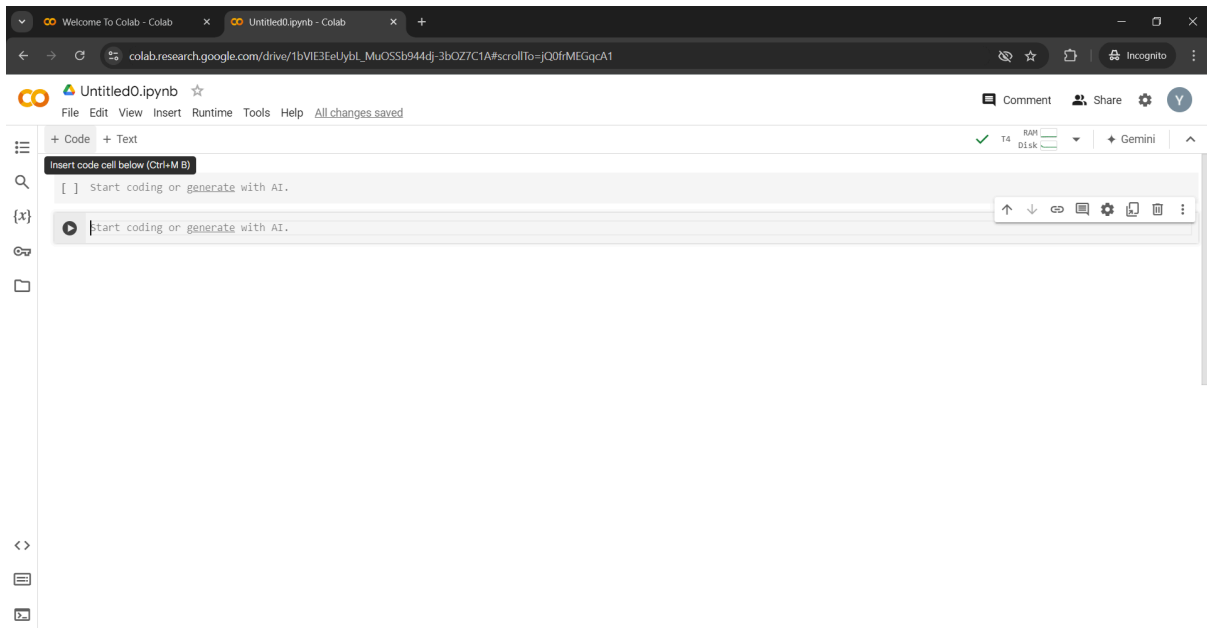 Welcome To Colab - Colab
Untitled0.ipynb - Colab
colab.research.google.com/drive/1bVlE3EeUybL_MuOSSb944dj-3bOZ7C1A#scrollTo=jQ0frMEGqcA1
Incognito
Untitled0.ipynb
File Edit View Insert Runtime Tools Help All changes saved
Comment Share Y
+ Code + Text
T4 RAM Disk Gemini
Insert code cell below (Ctrl+M B)
[ ] Start coding or generate with AI.
{x}
Start coding or generate with AI.